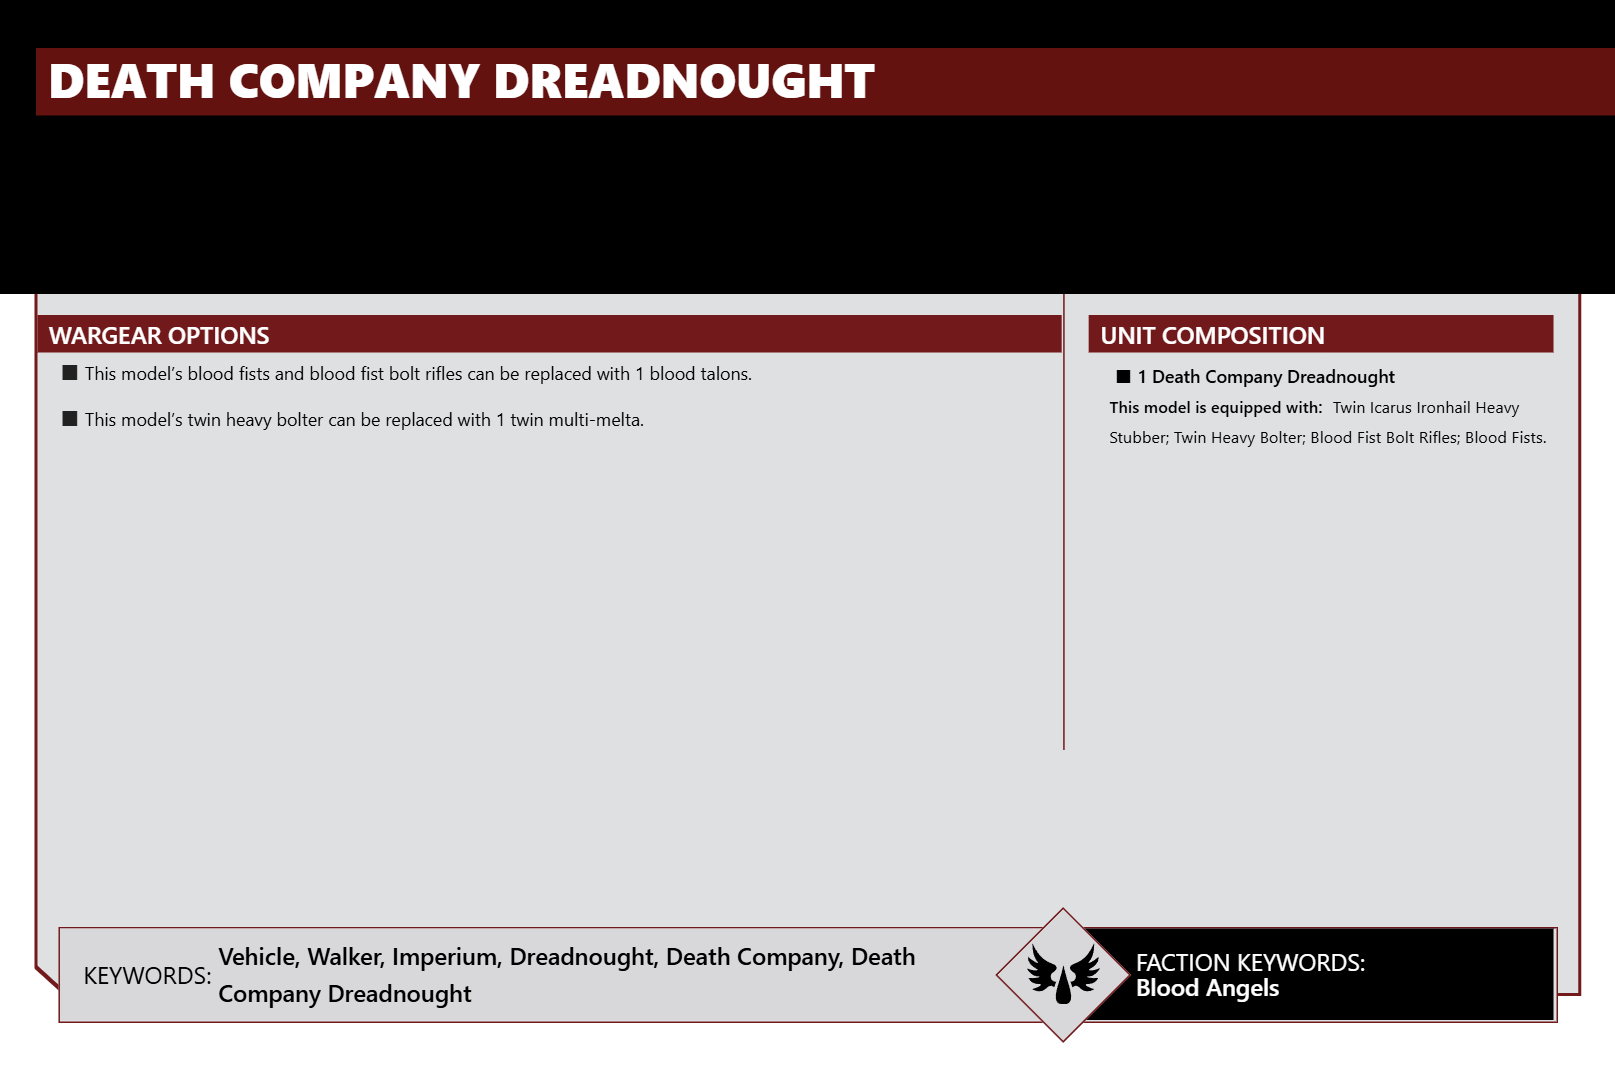 DEATH COMPANY DREADNOUGHT
WARGEAR OPTIONS
■ This model’s blood fists and blood fist bolt rifles can be replaced with 1 blood talons.
■ This model’s twin heavy bolter can be replaced with 1 twin multi-melta.
UNIT COMPOSITION
■ 1 Death Company Dreadnought
This model is equipped with: Twin Icarus Ironhail Heavy
Stubber; Twin Heavy Bolter; Blood Fist Bolt Rifles; Blood Fists.
KEYWORDS:
Vehicle, Walker, Imperium, Dreadnought, Death Company, Death
Company Dreadnought
FACTION KEYWORDS:
Blood Angels